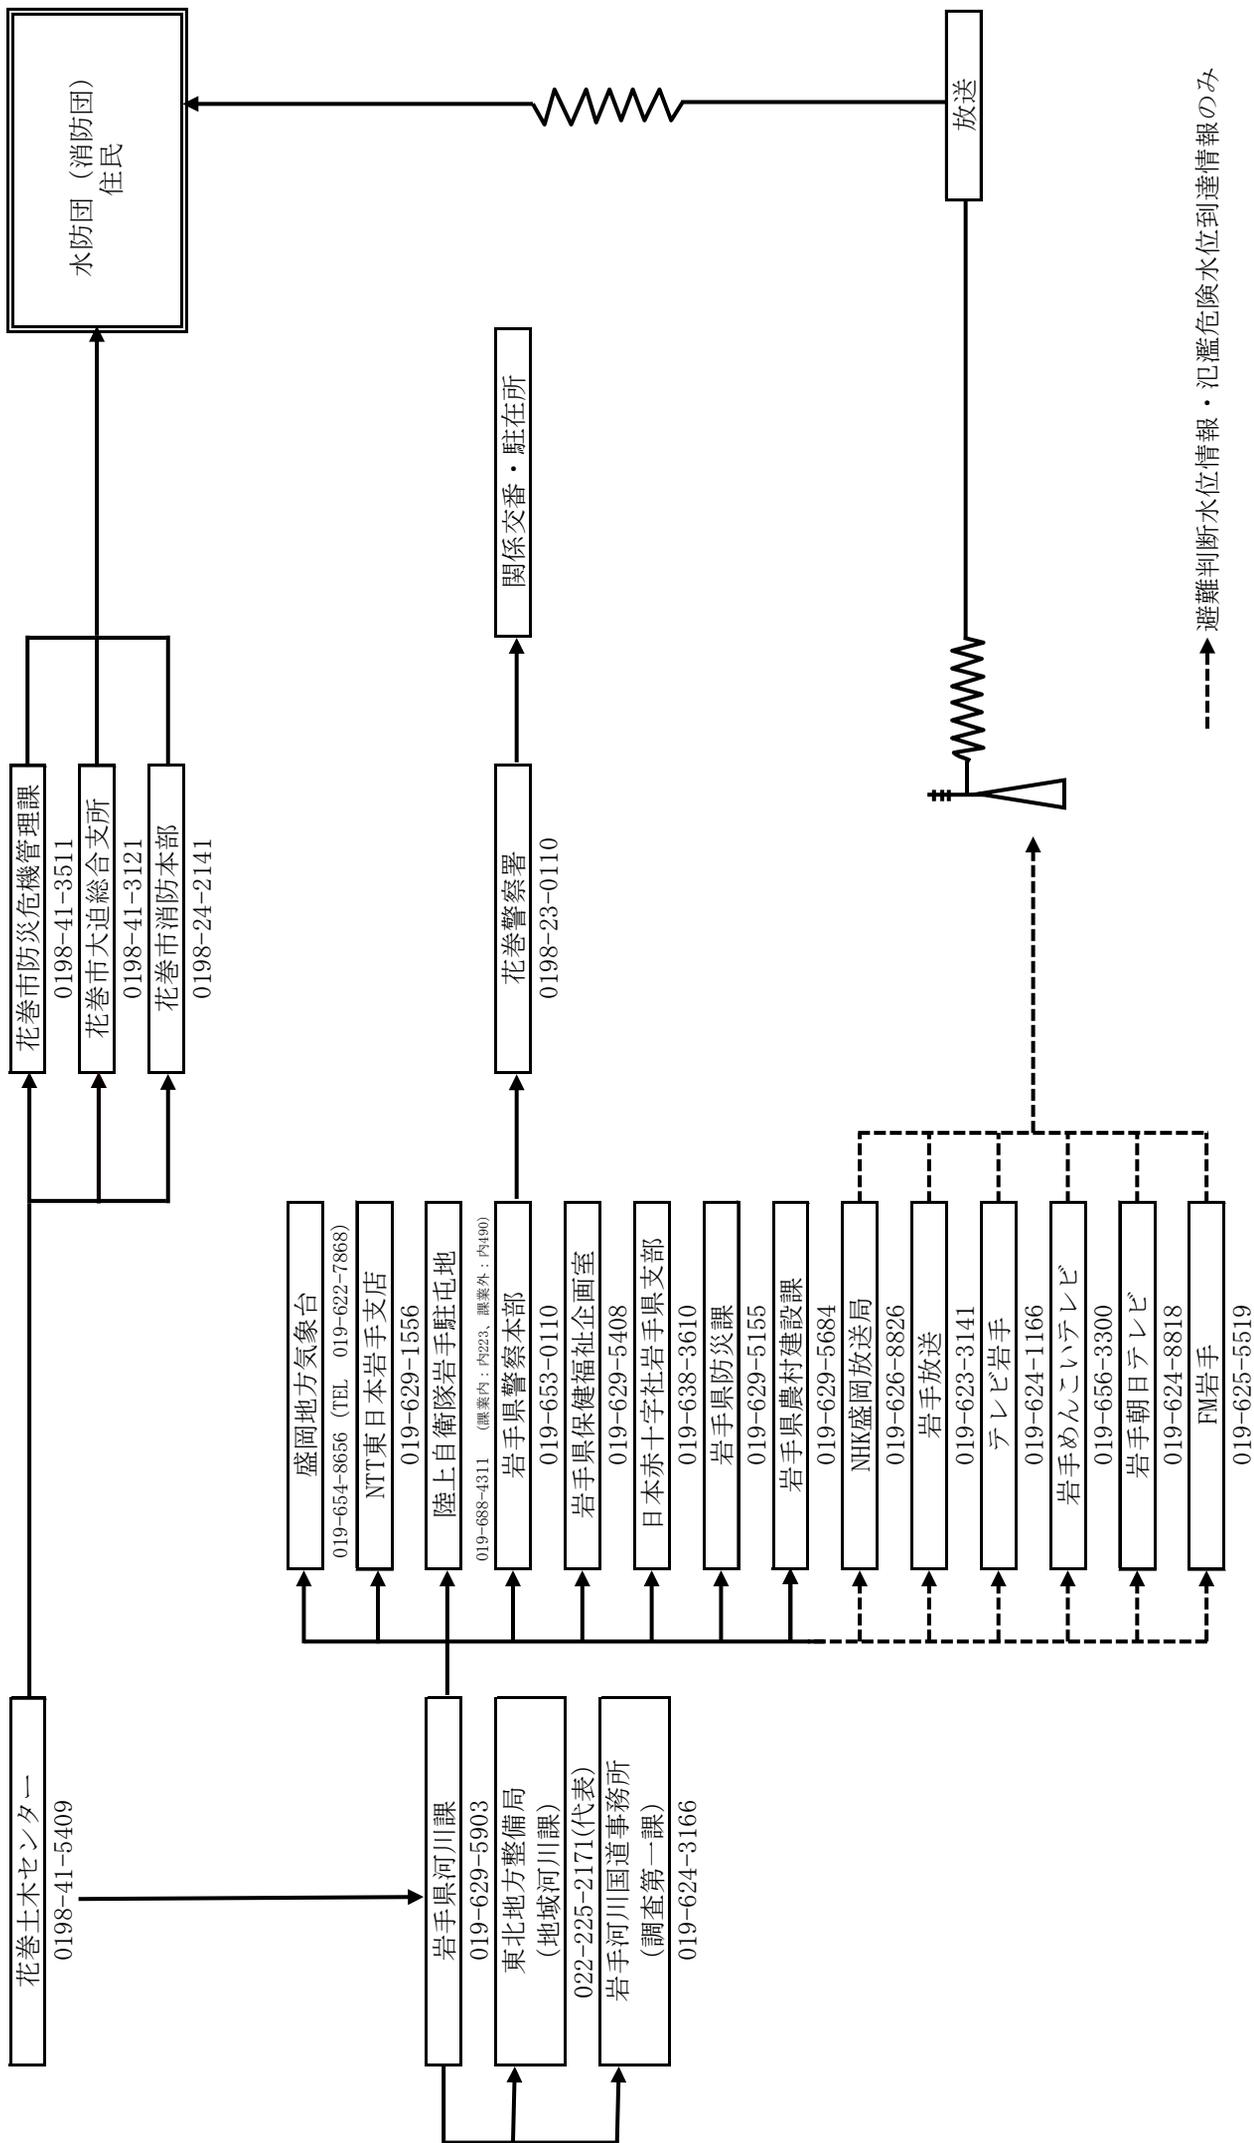 花巻土木センター
0198-41-5409
岩手県河川課
019-629-5903
東北地方整備局
(地域河川課)
022-225-2171(代表)
岩手河川国道事務所
(調査第一課)
019-624-3166
盛岡地方気象台
019-654-8656 (TEL 019-622-7868)
NTT東日本岩手支店
019-629-1556
陸上自衛隊岩手駐屯地
019-688-4311 (課業内：内223、課業外：内490)
岩手県警察本部
019-653-0110
岩手県保健福祉企画室
019-629-5408
日本赤十字社岩手県支部
019-638-3610
岩手県防災課
019-629-5155
岩手県農村建設課
019-629-5684
NHK盛岡放送局
019-626-8826
岩手放送
019-623-3141
テレビ岩手
019-624-1166
岩手めんこいテレビ
019-656-3300
岩手朝日テレビ
019-624-8818
FM岩手
019-625-5519
花巻市防災危機管理課
0198-41-3511
花巻市大迫総合支所
0198-41-3121
花巻市消防本部
0198-24-2141
花巻警察署
0198-23-0110
関係交番・駐在所
水防団（消防団）
住民
放送
避難判断水位情報・氾濫危険水位到達情報のみ